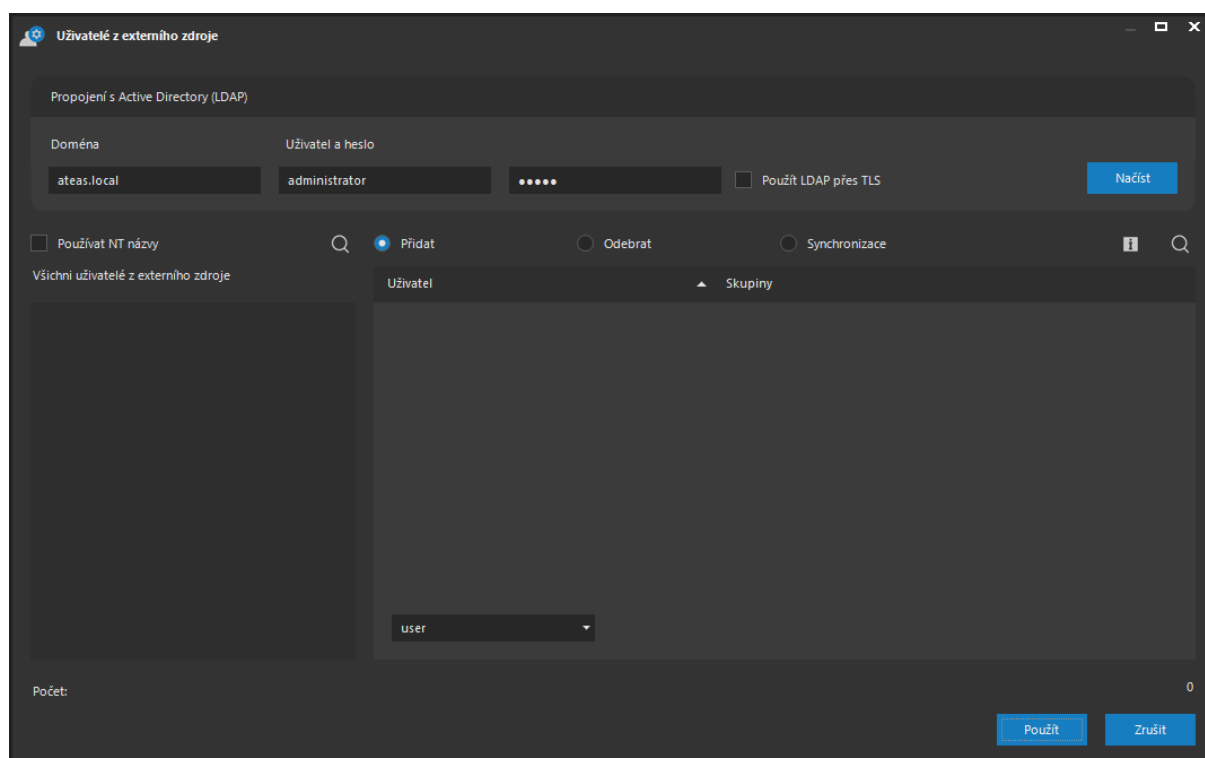 Uživatelé z externího zdroje
Propojení s Active Directory (LDAP)
Doména Uživatel a heslo
ateas.local administrator ●●●●● Použít LDAP přes TLS Načíst
Používat NT názvy Přidat Odebrat Synchronizace
Všichni uživatelé z externího zdroje
Uživatel Skupiny
user
Počet: 0
Použít Zrušit